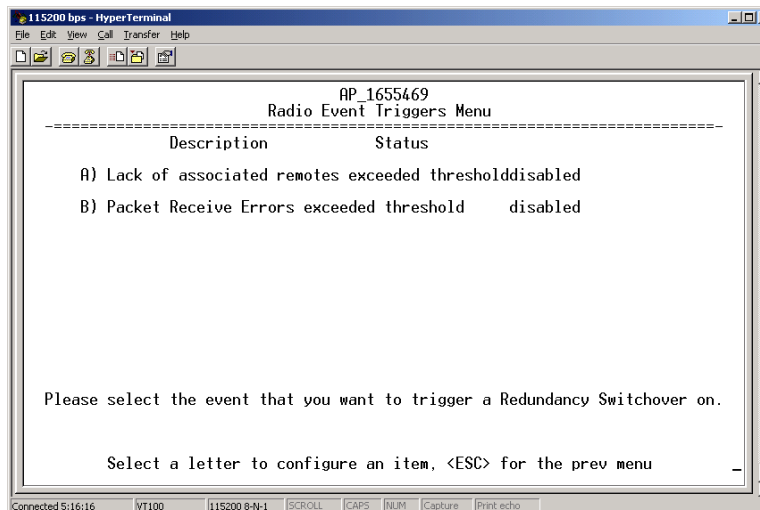 115200 bps - HyperTerminal
File Edit View Call Transfer Help
AP_1655469
Radio Event Triggers Menu
-==========================================================================-
Description Status
A) Lack of associated remotes exceeded thresholddisabled
B) Packet Receive Errors exceeded threshold disabled
Please select the event that you want to trigger a Redundancy Switchover on.
Select a letter to configure an item, <ESC> for the prev menu _
Connected 5:16:16 VT100 115200 8-N-1 SCROLL CAPS NUM Capture Print echo